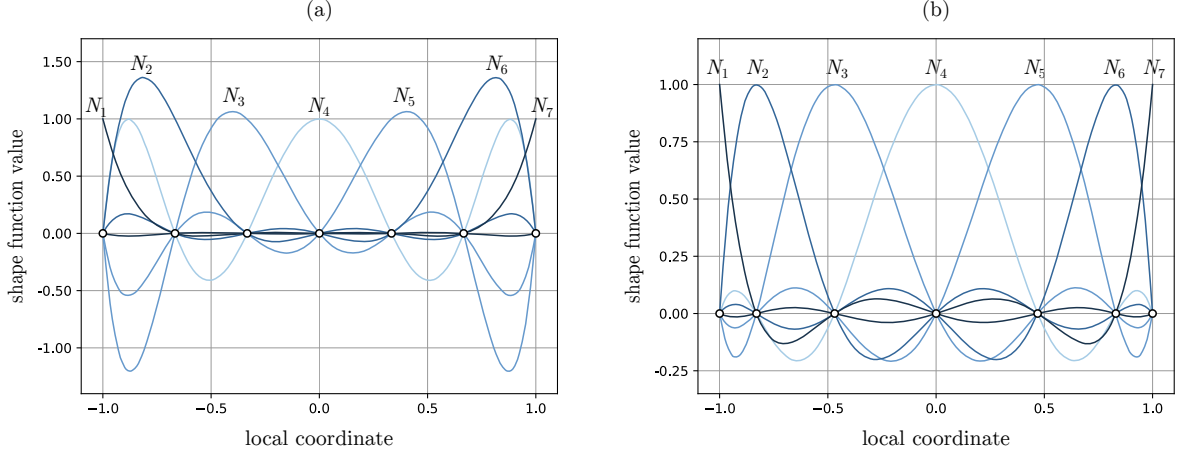 (a)
1.50
1.00
0.50
0.00
-0.50
-1.00
−1.0 −0.5 0.0 0.5 1.0
N1 N2 N3 N4 N5 N6 N7
shape function value
local coordinate
(b)
1.00
0.75
0.50
0.25
0.00
-0.25
−1.0 −0.5 0.0 0.5 1.0
N1 N2 N3 N4 N5 N6 N7
shape function value
local coordinate